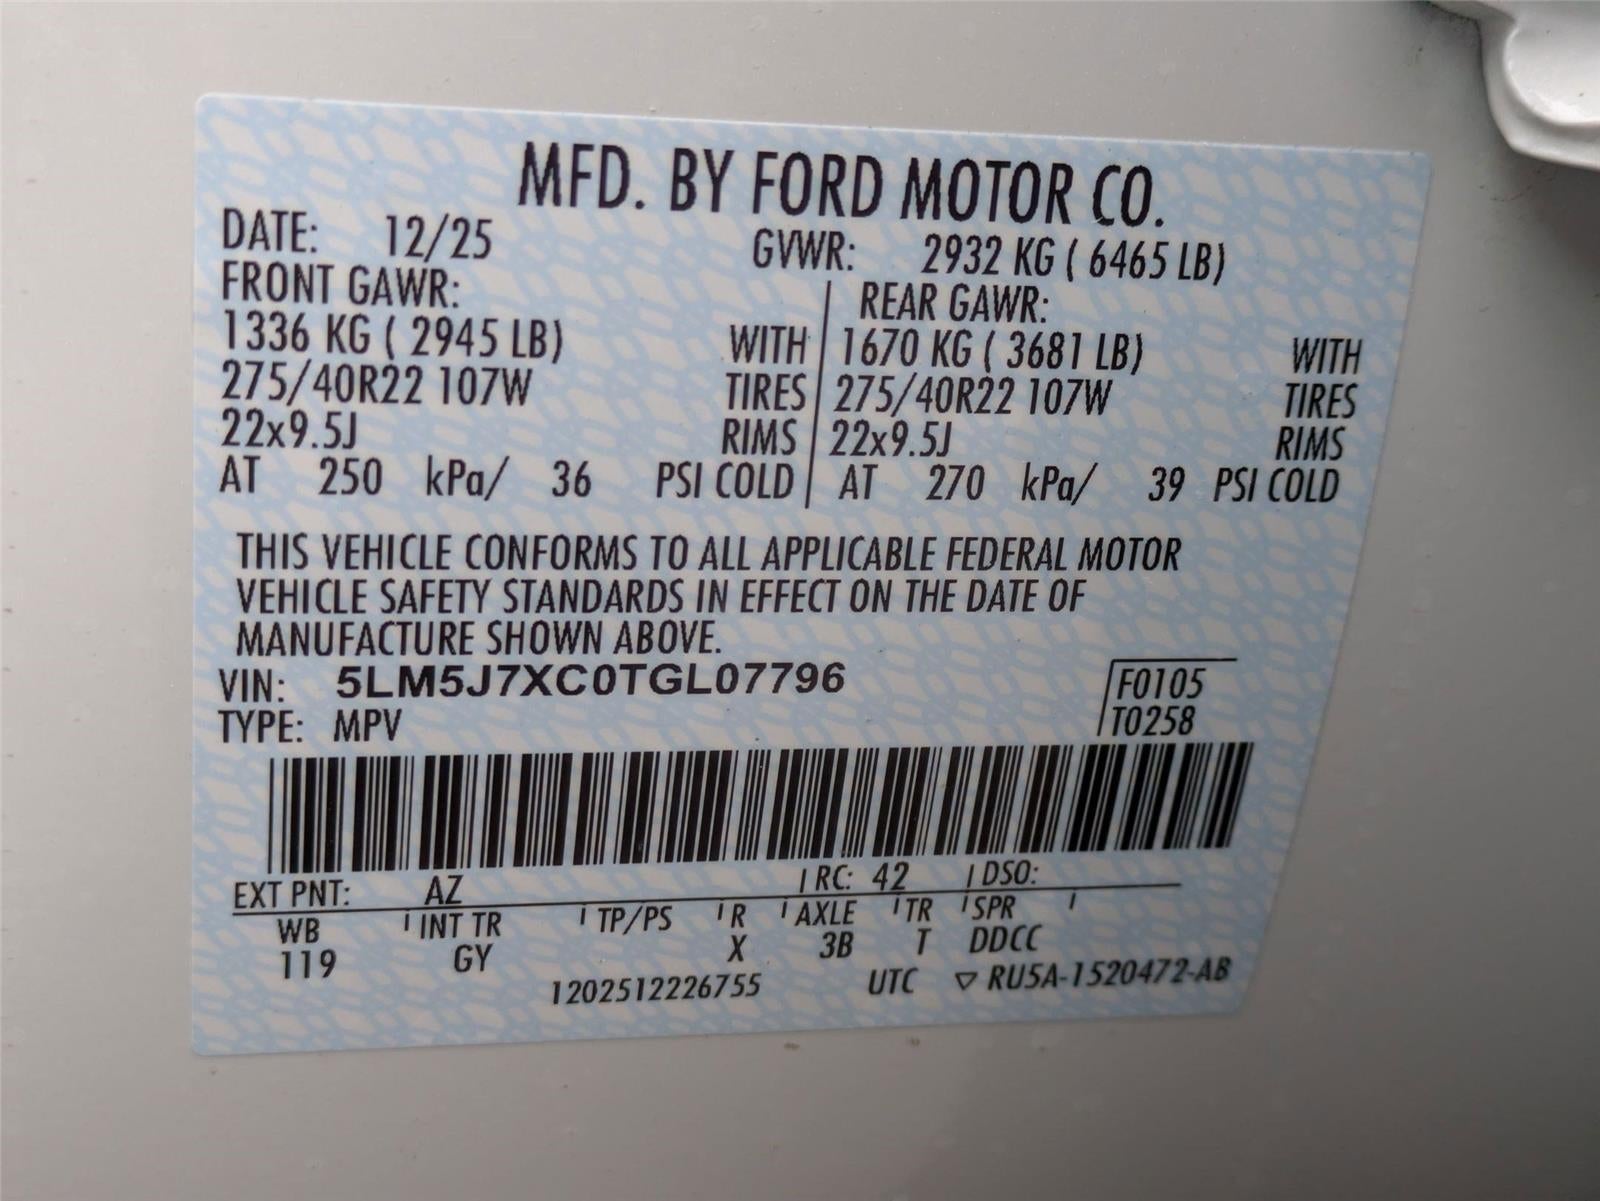 MFD. BY FORD MOTOR CO.
DATE: 12/25 GVWR: 2932 KG ( 6465 LB)
FRONT GAWR: REAR GAWR:
1336 KG ( 2945 LB) WITH 1670 KG ( 3681 LB) WITH
275/40R22 107W TIRES 275/40R22 107W TIRES
22x9.5J RIMS 22x9.5J RIMS
AT 250 kPa/ 36 PSI COLD AT 270 kPa/ 39 PSI COLD
THIS VEHICLE CONFORMS TO ALL APPLICABLE FEDERAL MOTOR
VEHICLE SAFETY STANDARDS IN EFFECT ON THE DATE OF
MANUFACTURE SHOWN ABOVE.
VIN: 5LM5J7XC0TGL07796 F0105
TYPE: MPV T0258
EXT PNT: AZ RC: 42 DSO:
WB INT TR TP/PS R AXLE TR SPR
119 GY X 3B T DDCC
1202512226755 UTC ▽ RU5A-1520472-AB